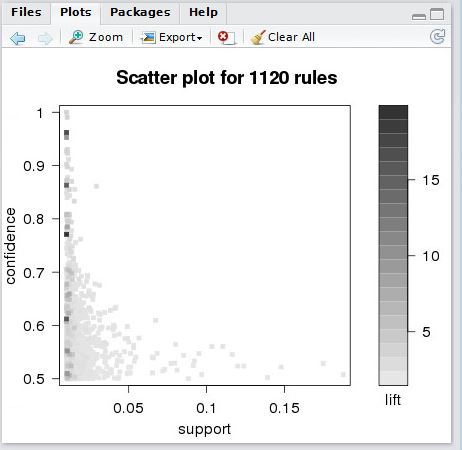 Files Plots Packages Help
Zoom Export Clear All
Scatter plot for 1120 rules
1
0.9
0.8
0.7
0.6
0.5
confidence
0.05 0.1 0.15
support
15
10
5
lift